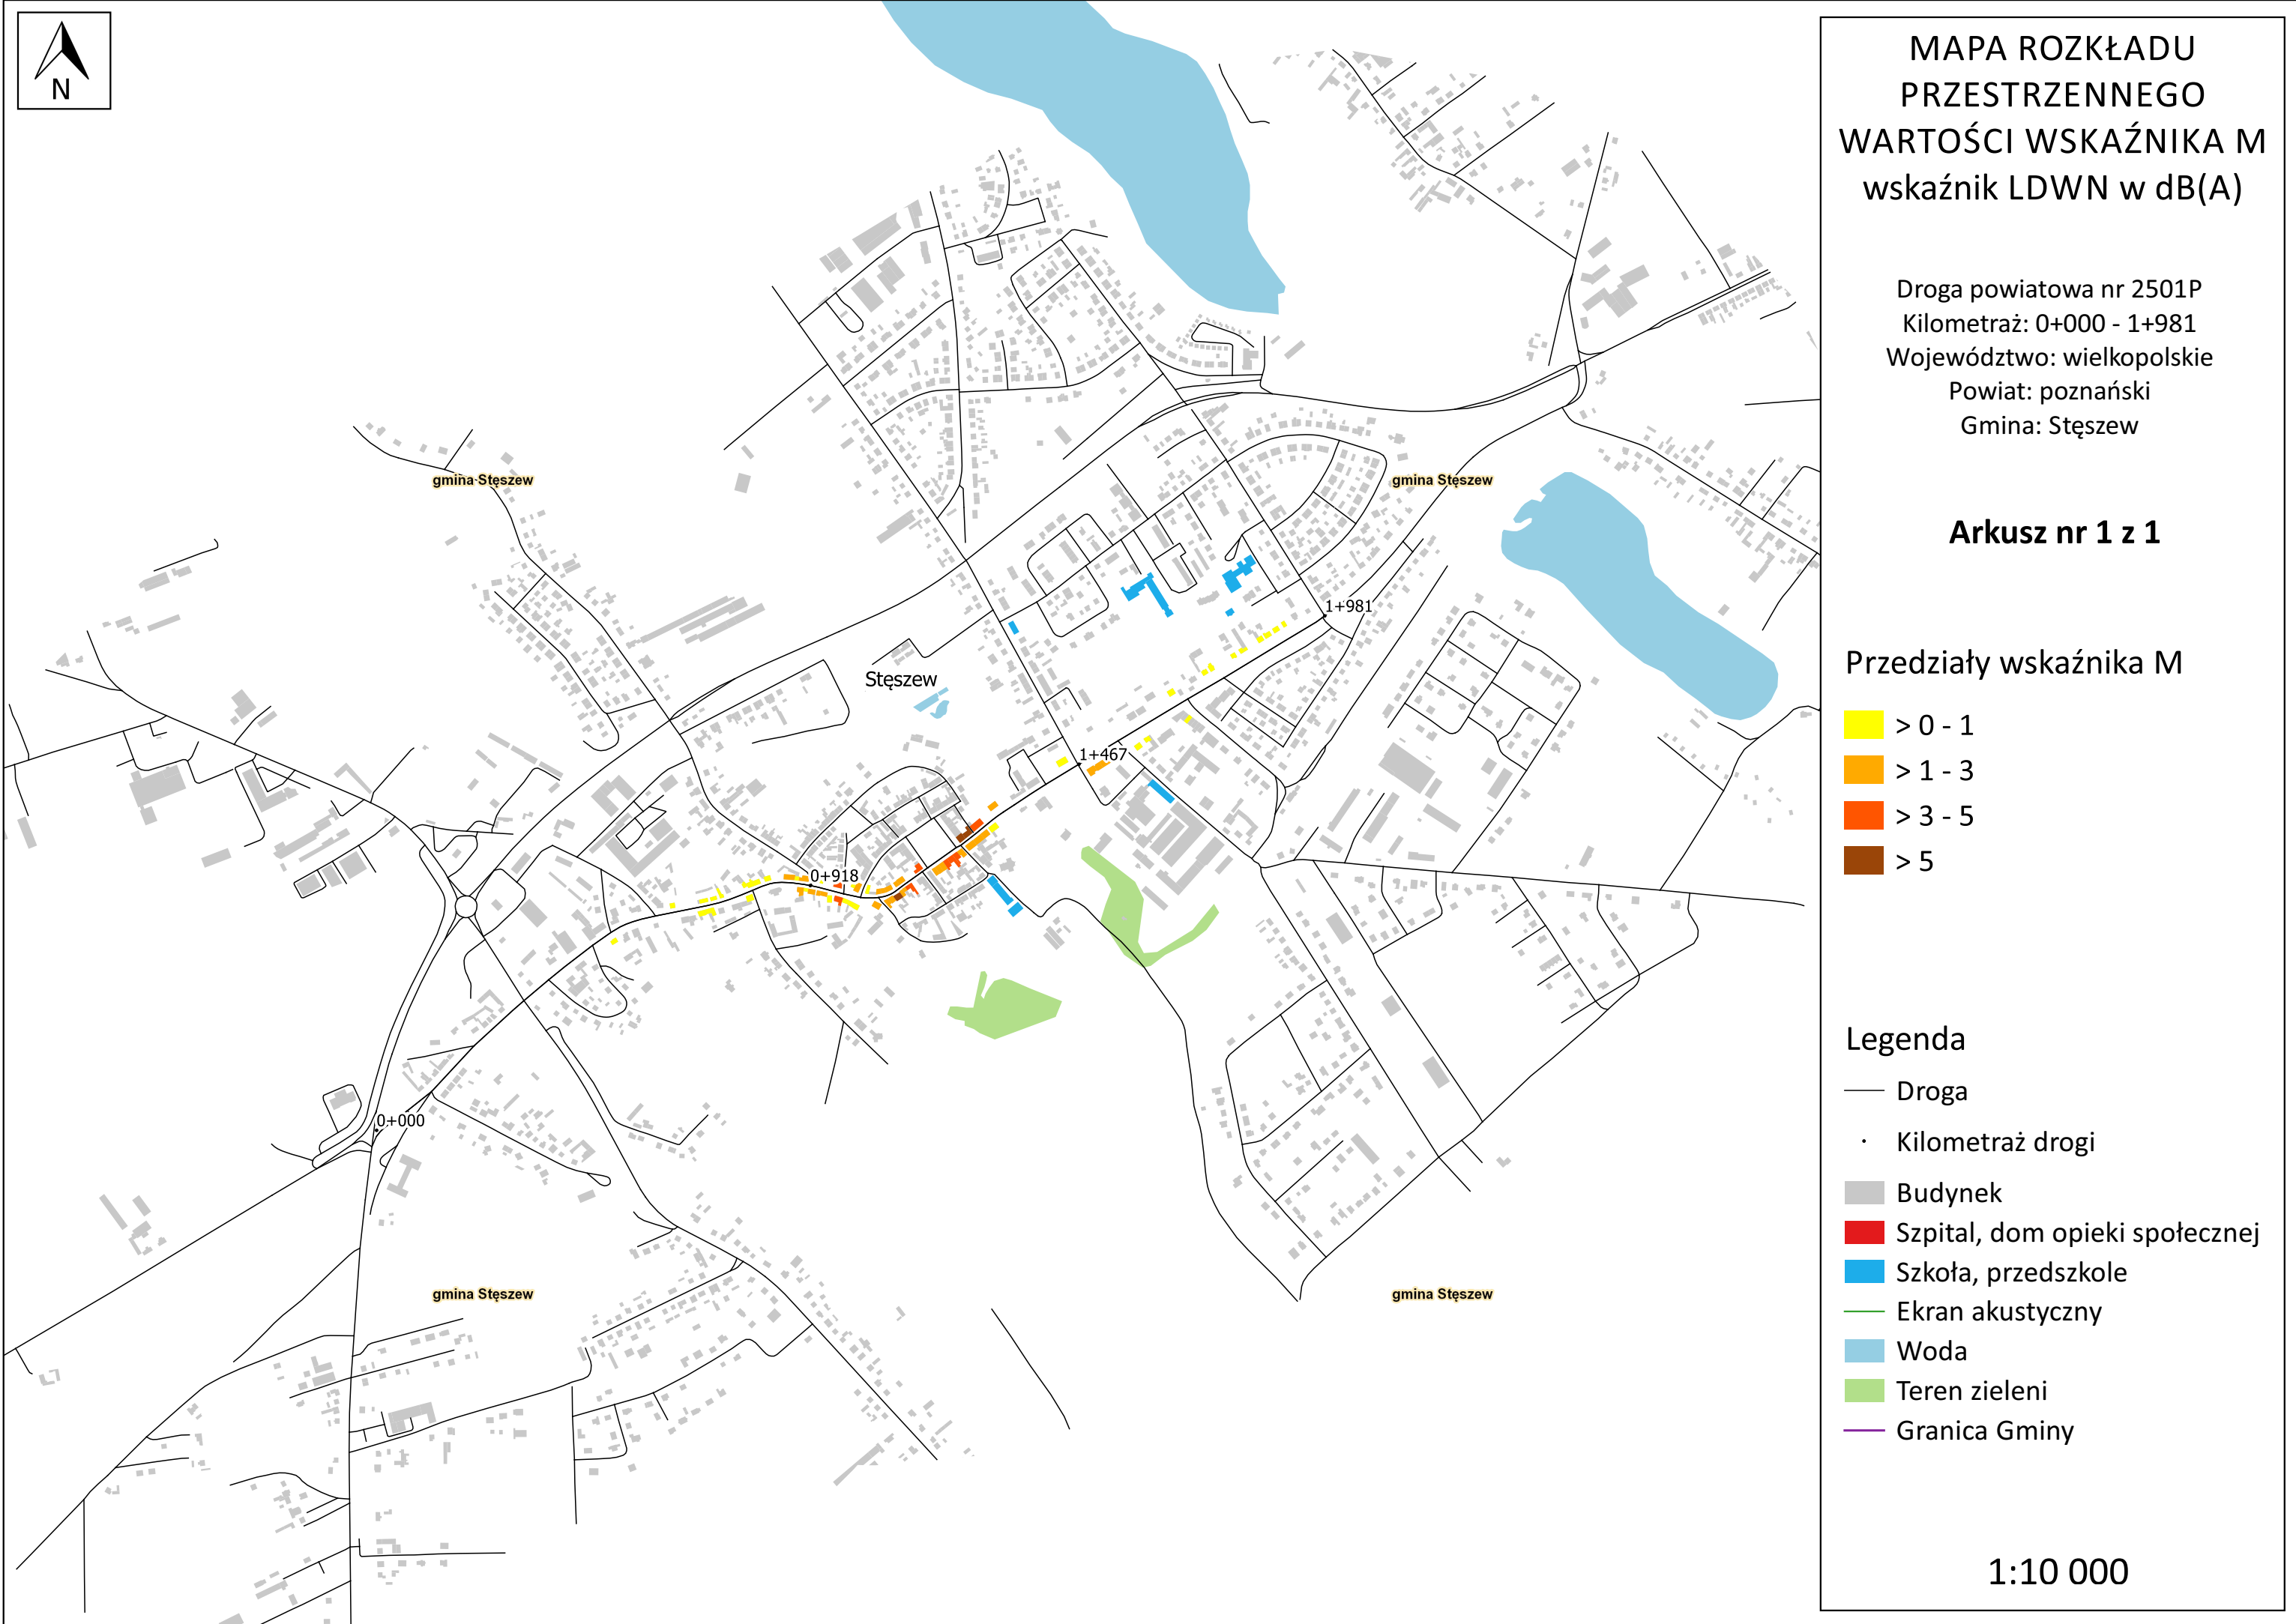 N
MAPA ROZKŁADU
PRZESTRZENNEGO
WARTOŚCI WSKAŹNIKA M
wskaźnik LDWN w dB(A)
Droga powiatowa nr 2501P
Kilometraż: 0+000 - 1+981
Województwo: wielkopolskie
Powiat: poznański
Gmina: Stęszew
Arkusz nr 1 z 1
Przedziały wskaźnika M
> 0 - 1
> 1 - 3
> 3 - 5
> 5
Legenda
Droga
Kilometraż drogi
Budynek
Szpital, dom opieki społecznej
Szkoła, przedszkole
Ekran akustyczny
Woda
Teren zieleni
Granica Gminy
1:10 000
gmina Stęszew
gmina Stęszew
1+981
Stęszew
1+467
0+918
0+000
gmina Stęszew
gmina Stęszew